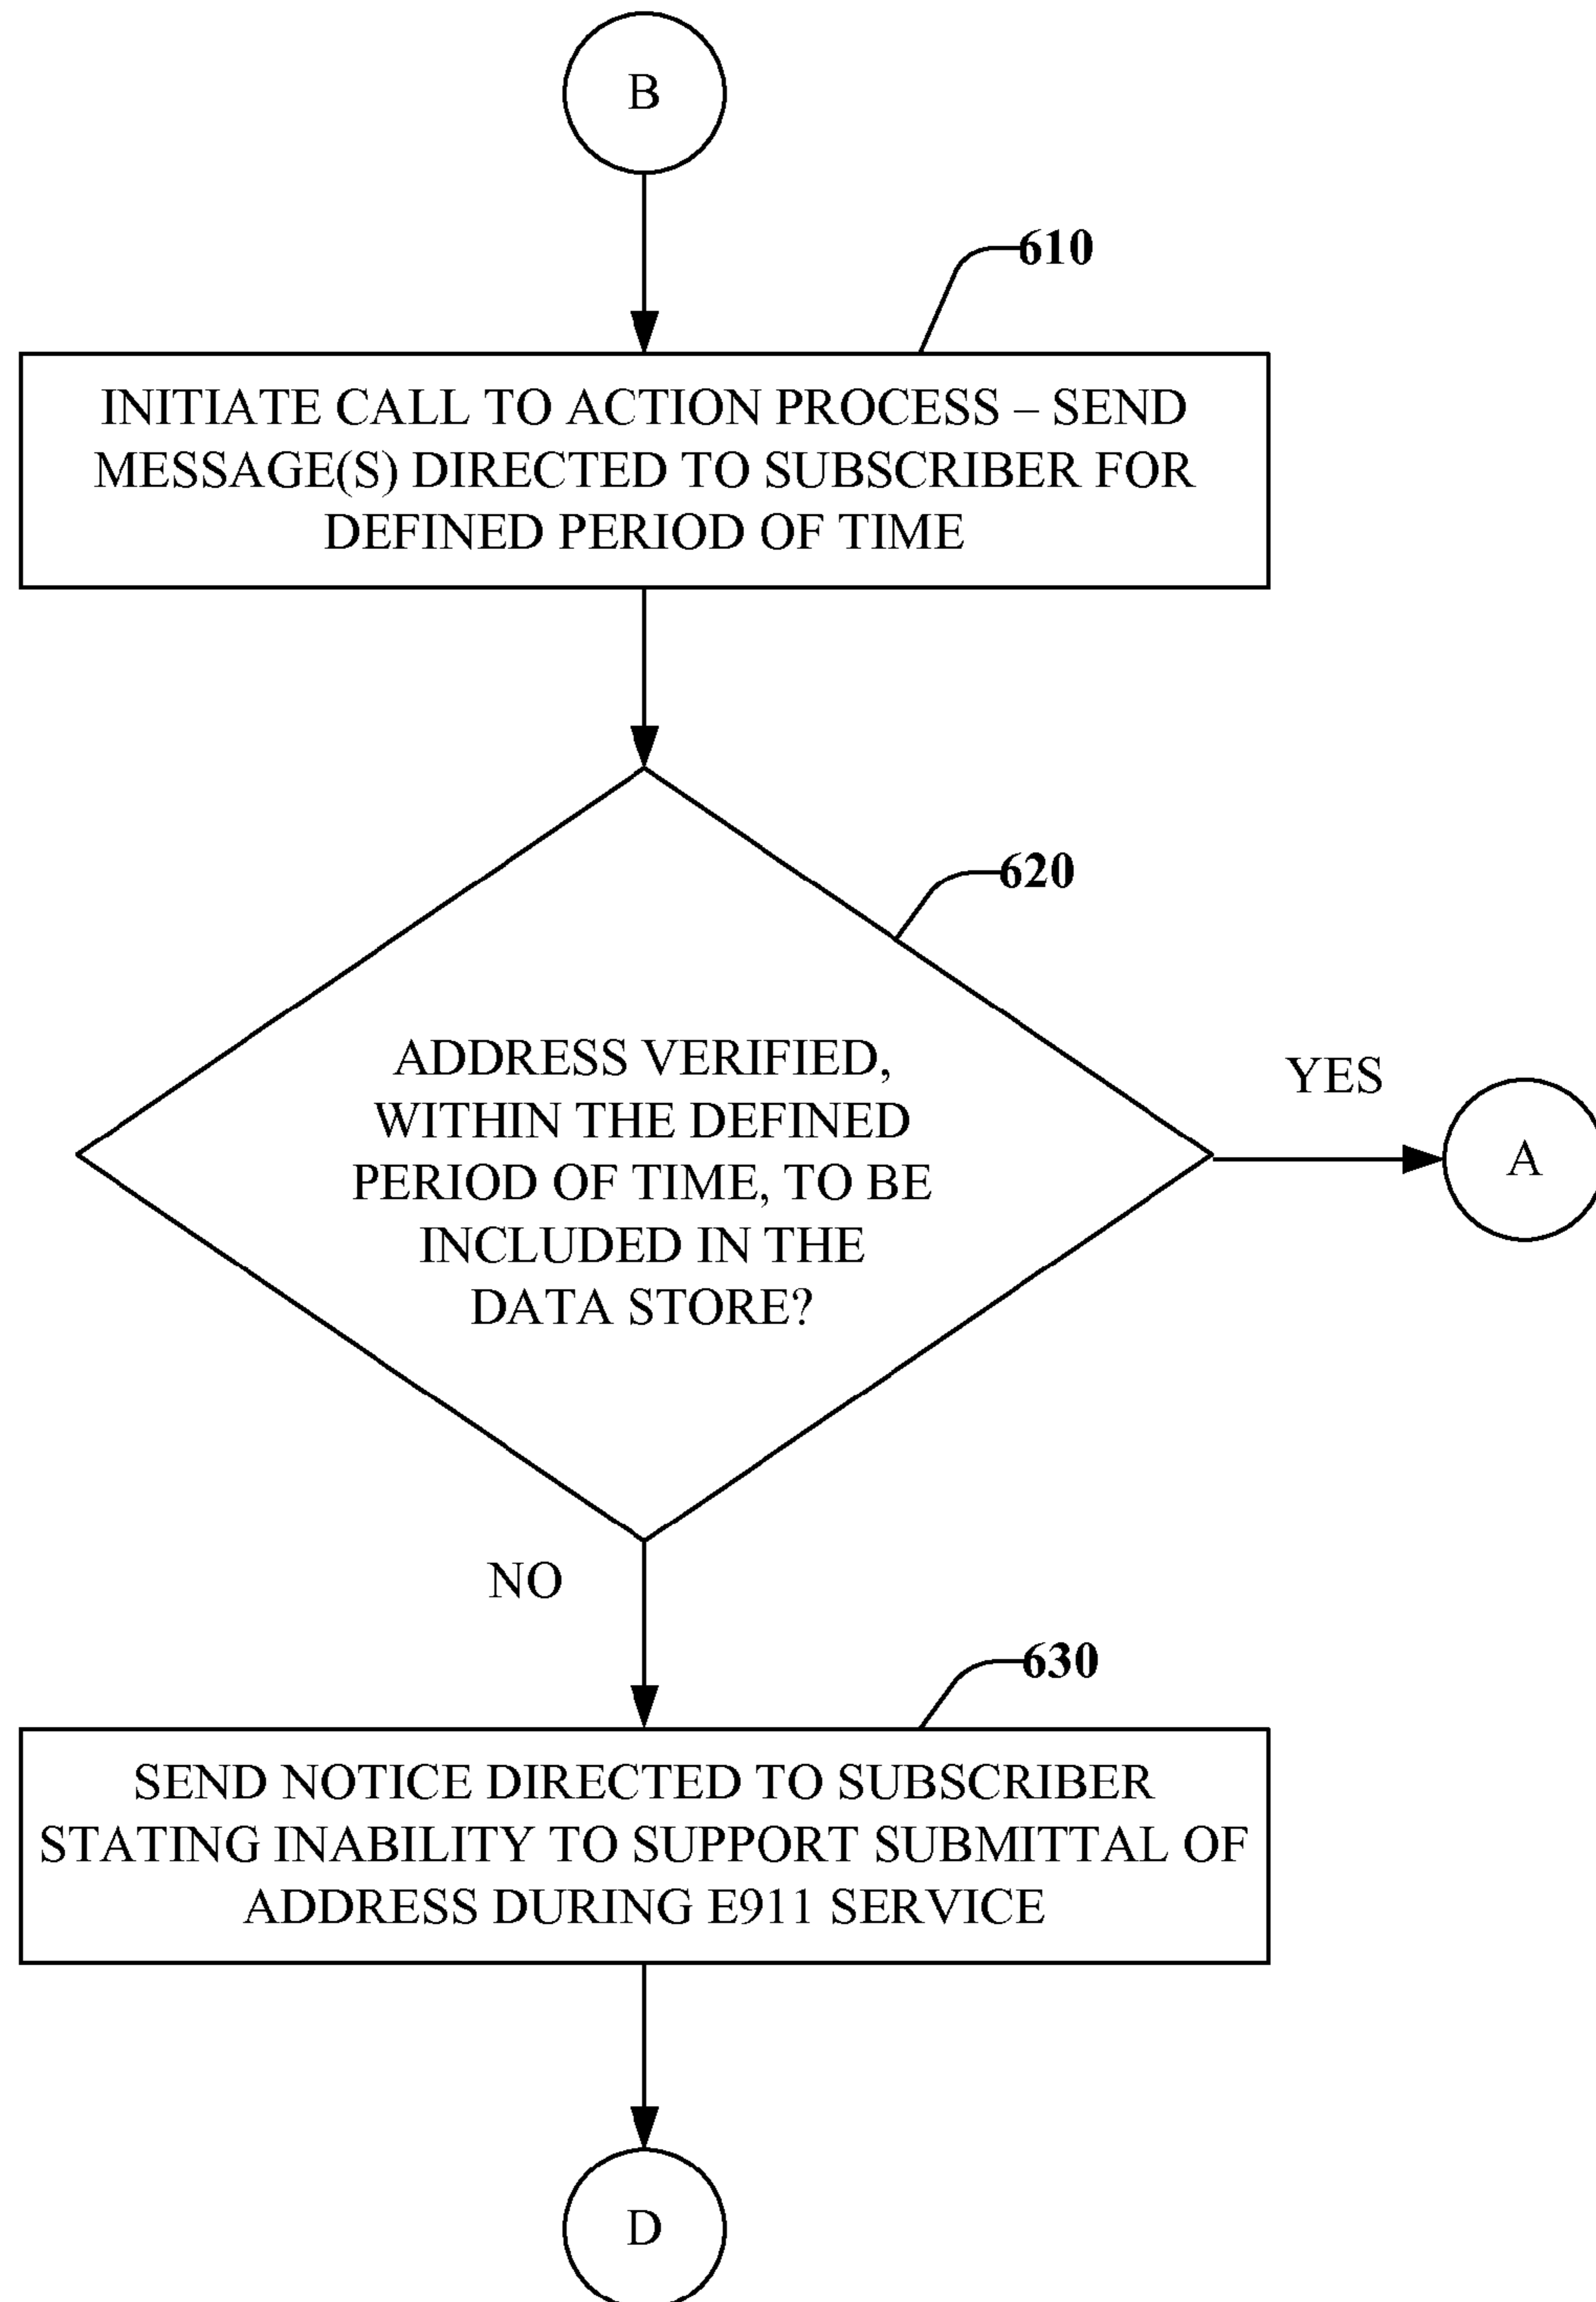 B
610
INITIATE CALL TO ACTION PROCESS – SEND
MESSAGE(S) DIRECTED TO SUBSCRIBER FOR
DEFINED PERIOD OF TIME
620
ADDRESS VERIFIED,
WITHIN THE DEFINED
PERIOD OF TIME, TO BE
INCLUDED IN THE
DATA STORE?
YES
A
NO
630
SEND NOTICE DIRECTED TO SUBSCRIBER
STATING INABILITY TO SUPPORT SUBMITTAL OF
ADDRESS DURING E911 SERVICE
D